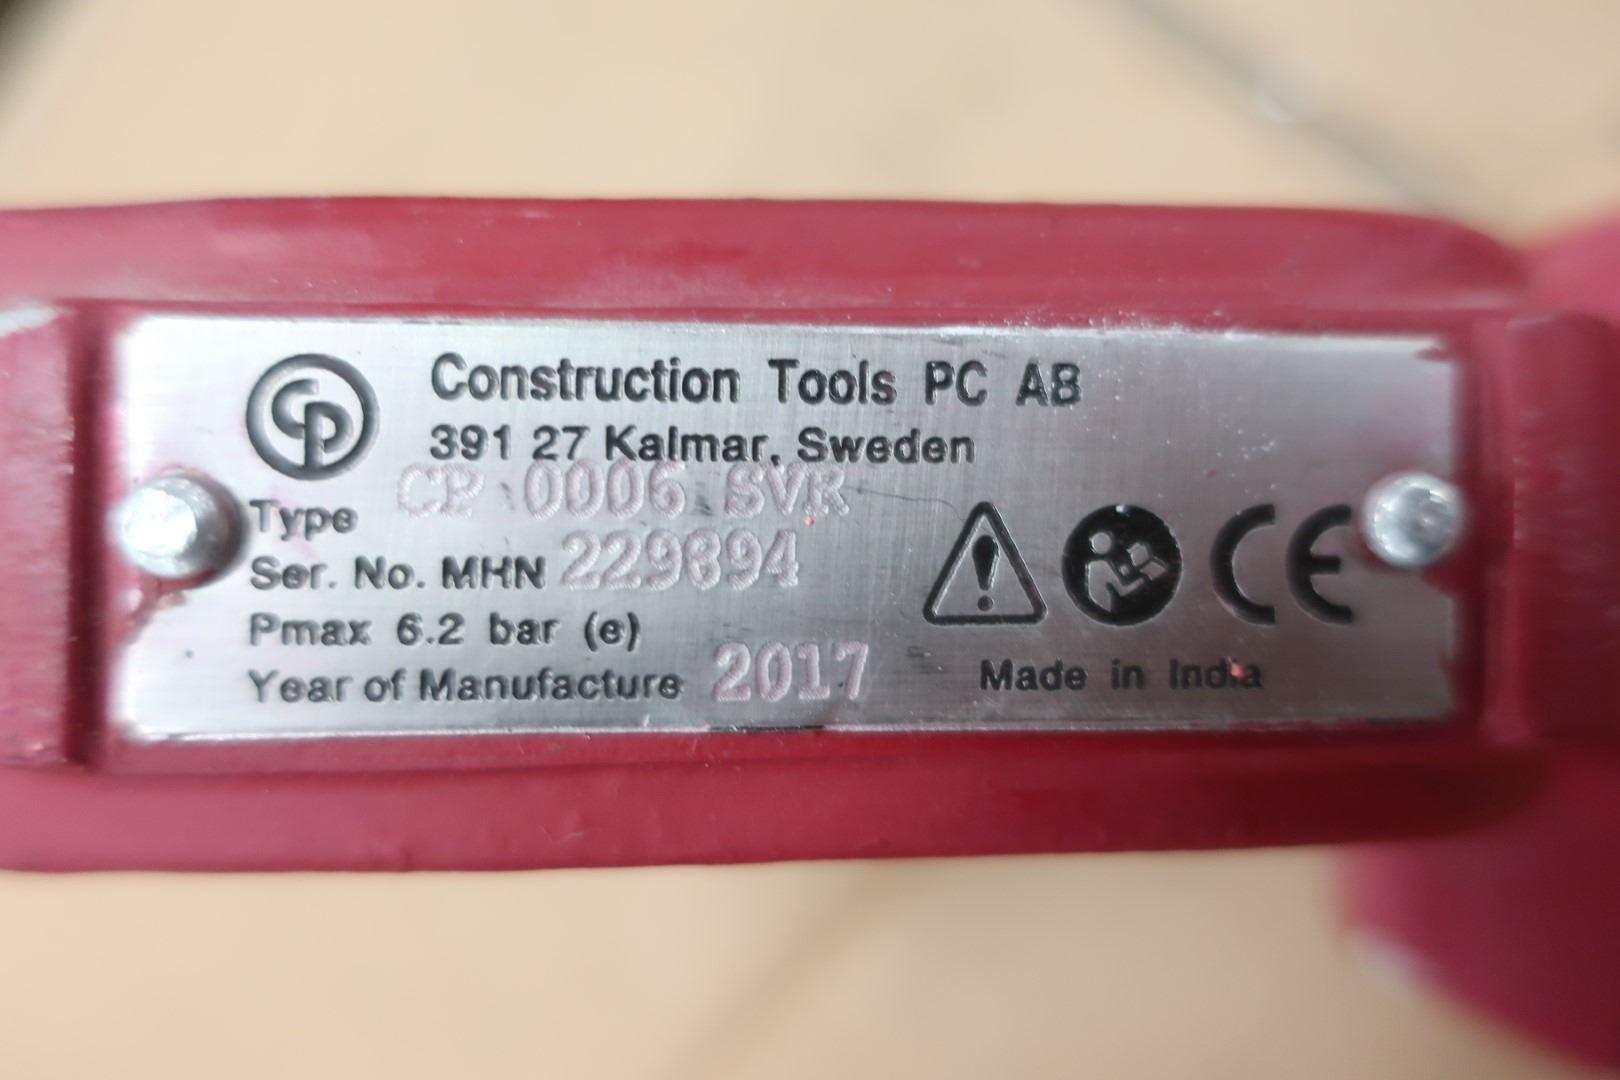 CP
Construction Tools PC AB
391 27 Kalmar, Sweden
Type CP 0006 SVR
Ser. No. MHN 229894
Pmax 6.2 bar (e)
Year of Manufacture 2017
CE
Made in India